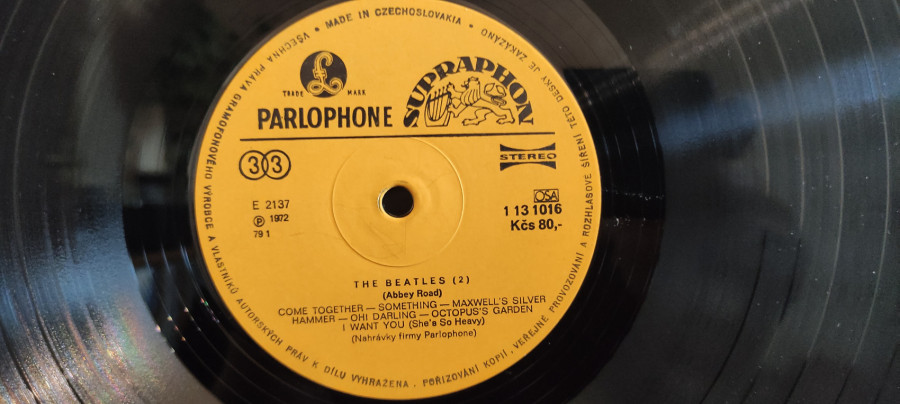 MADE IN CZECHOSLOVAKIA •
VŠECHNA PRÁVA GRAMOFONOVÉHO VÝROBCE A VLASTNÍKŮ AUTORSKÝCH PRÁV K DÍLU VYHRAŽENA. POŘIZOVÁNÍ KOPIÍ, VEŘEJNÉ PROVOZOVÁNÍ A ROZHLASOVÉ ŠÍŘENÍ TÉTO DESKY JE ZAKÁZÁNO
£
TRADE MARK
PARLOPHONE
SUPRAPHON
33
STEREO
E 2137
Ⓟ 1972
79 1
OSA
1 13 1016
Kčs 80,-
THE BEATLES (2)
(Abbey Road)
COME TOGETHER — SOMETHING — MAXWELL'S SILVER
HAMMER — OH! DARLING — OCTOPUS'S GARDEN
I WANT YOU (She's So Heavy)
(Nahrávky firmy Parlophone)